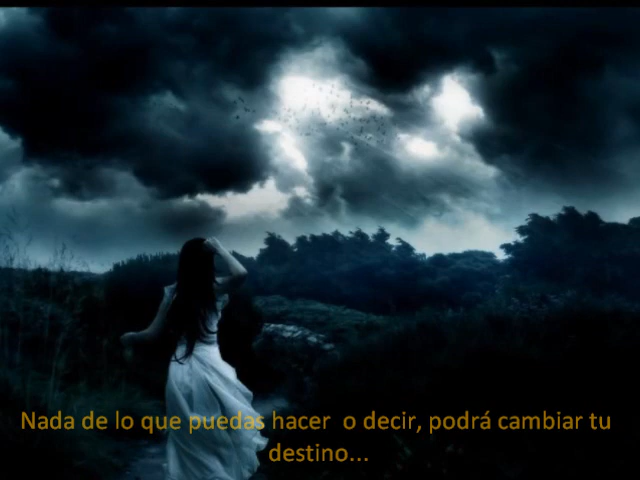 Nada de lo que puedas hacer  o decir, podrá cambiar tu
destino...